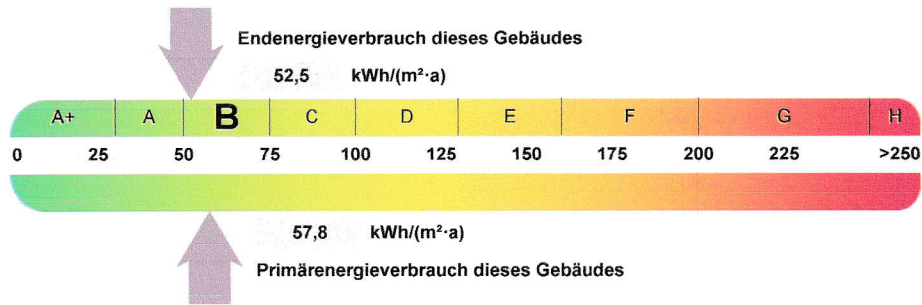 Endenergieverbrauch dieses Gebäudes
52,5 kWh/(m²·a)
A+ A B C D E F G H
0 25 50 75 100 125 150 175 200 225 >250
57,8 kWh/(m²·a)
Primärenergieverbrauch dieses Gebäudes